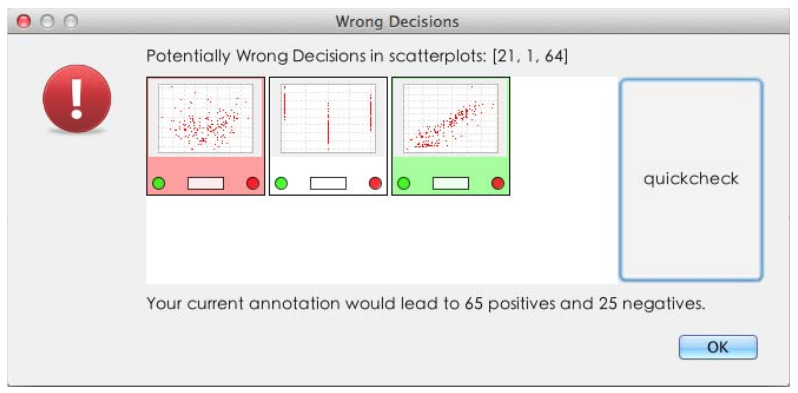 Wrong Decisions
Potentially Wrong Decisions in scatterplots: [21, 1, 64]
!
quickcheck
Your current annotation would lead to 65 positives and 25 negatives.
OK